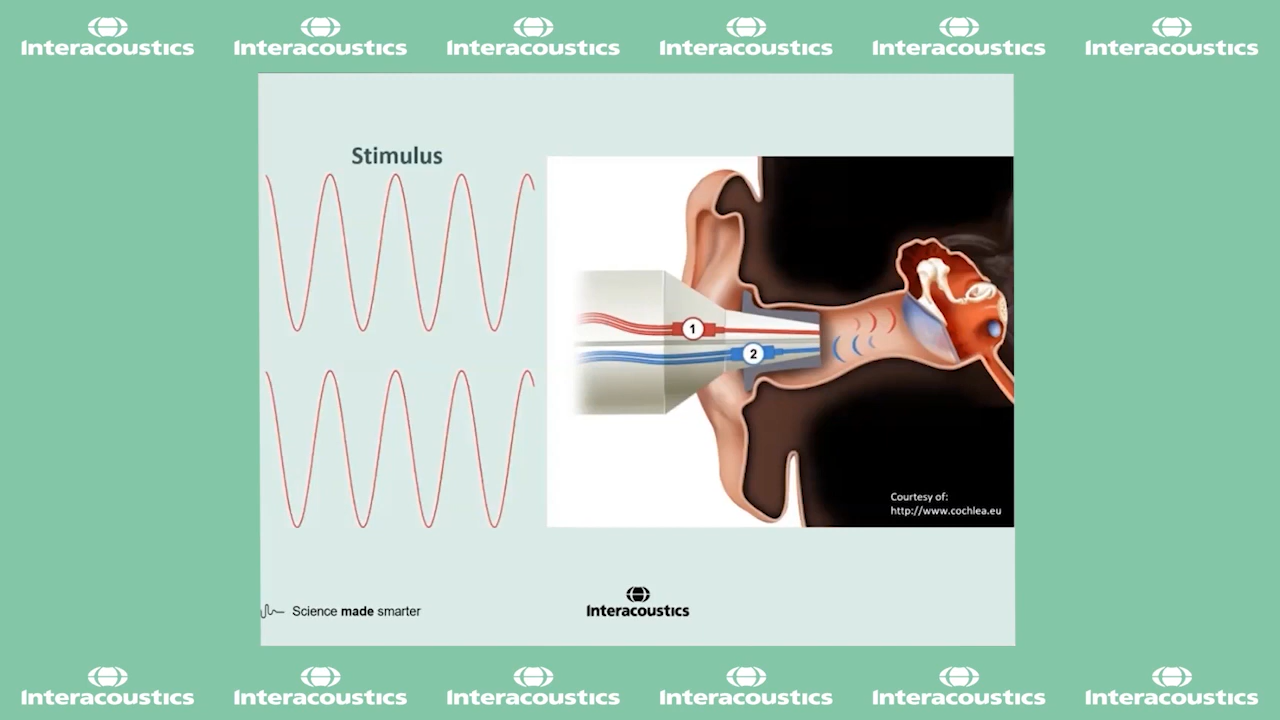 Interacoustics Interacoustics Interacoustics Interacoustics Interacoustics Interacoustics
Stimulus
1
2
Courtesy of:
http://www.cochlea.eu
Science made smarter
Interacoustics
Interacoustics Interacoustics Interacoustics Interacoustics Interacoustics Interacoustics